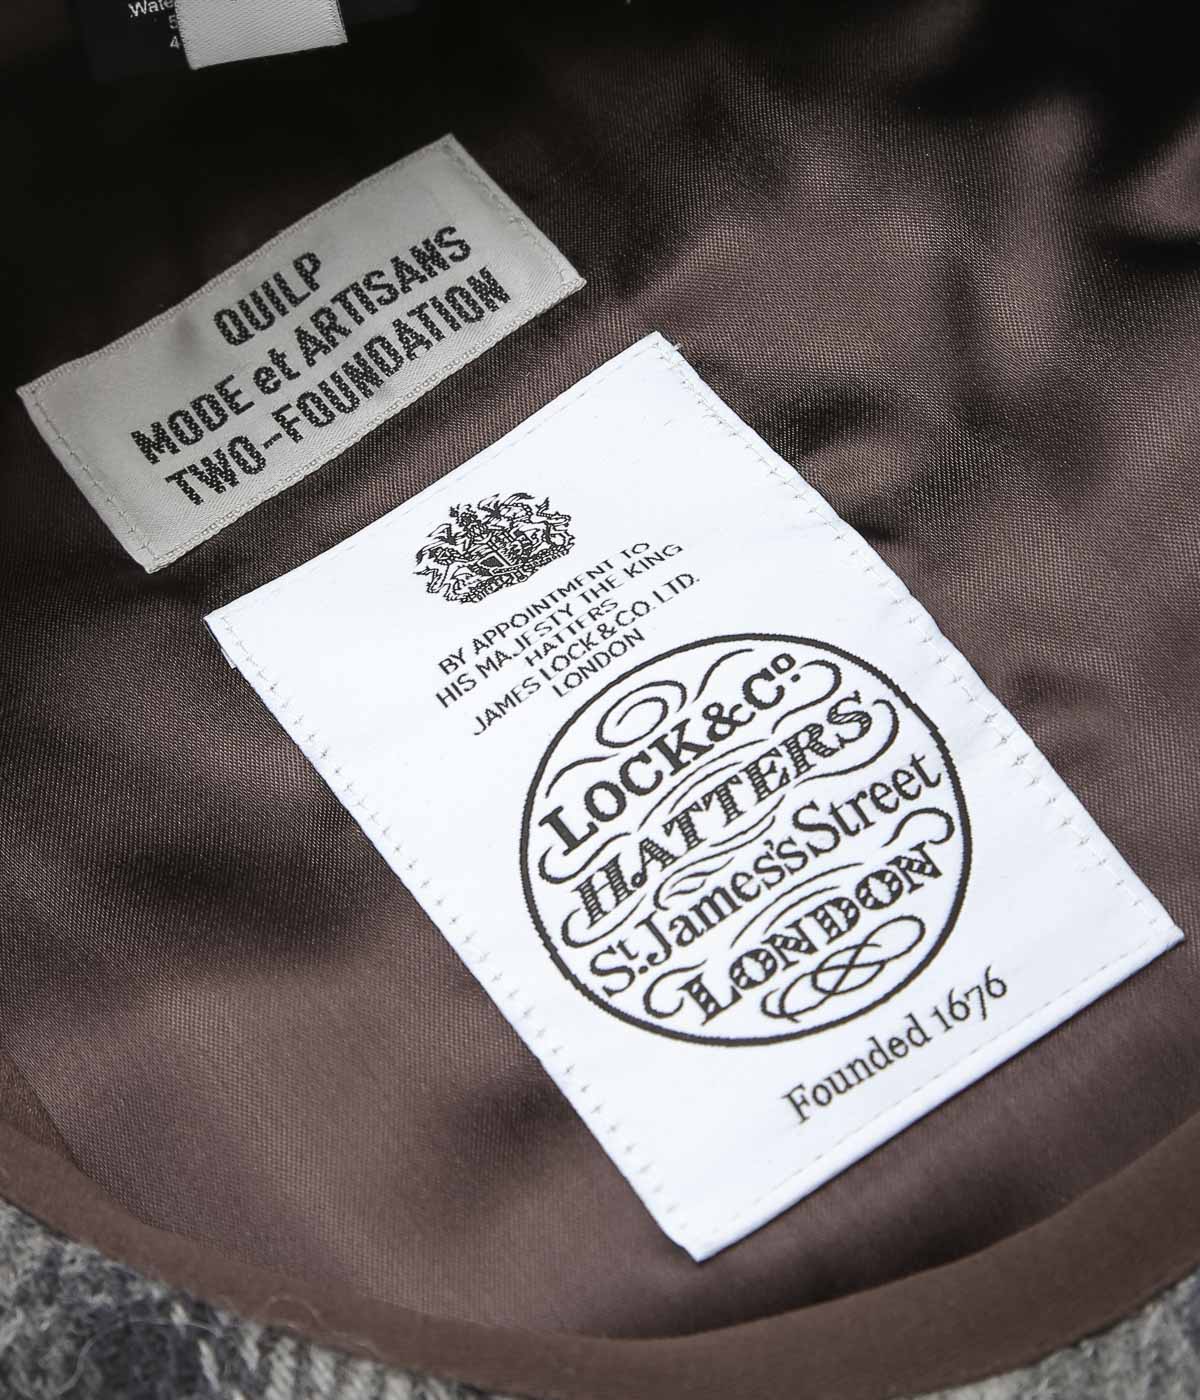 QUILP
MODE et ARTISANS
TWO-FOUNDATION
BY APPOINTMENT TO
HIS MAJESTY THE KING
HATTERS
JAMES LOCK & CO. LTD.
LONDON
LOCK & Cº
HATTERS
St. James's Street
LONDON
Founded 1676